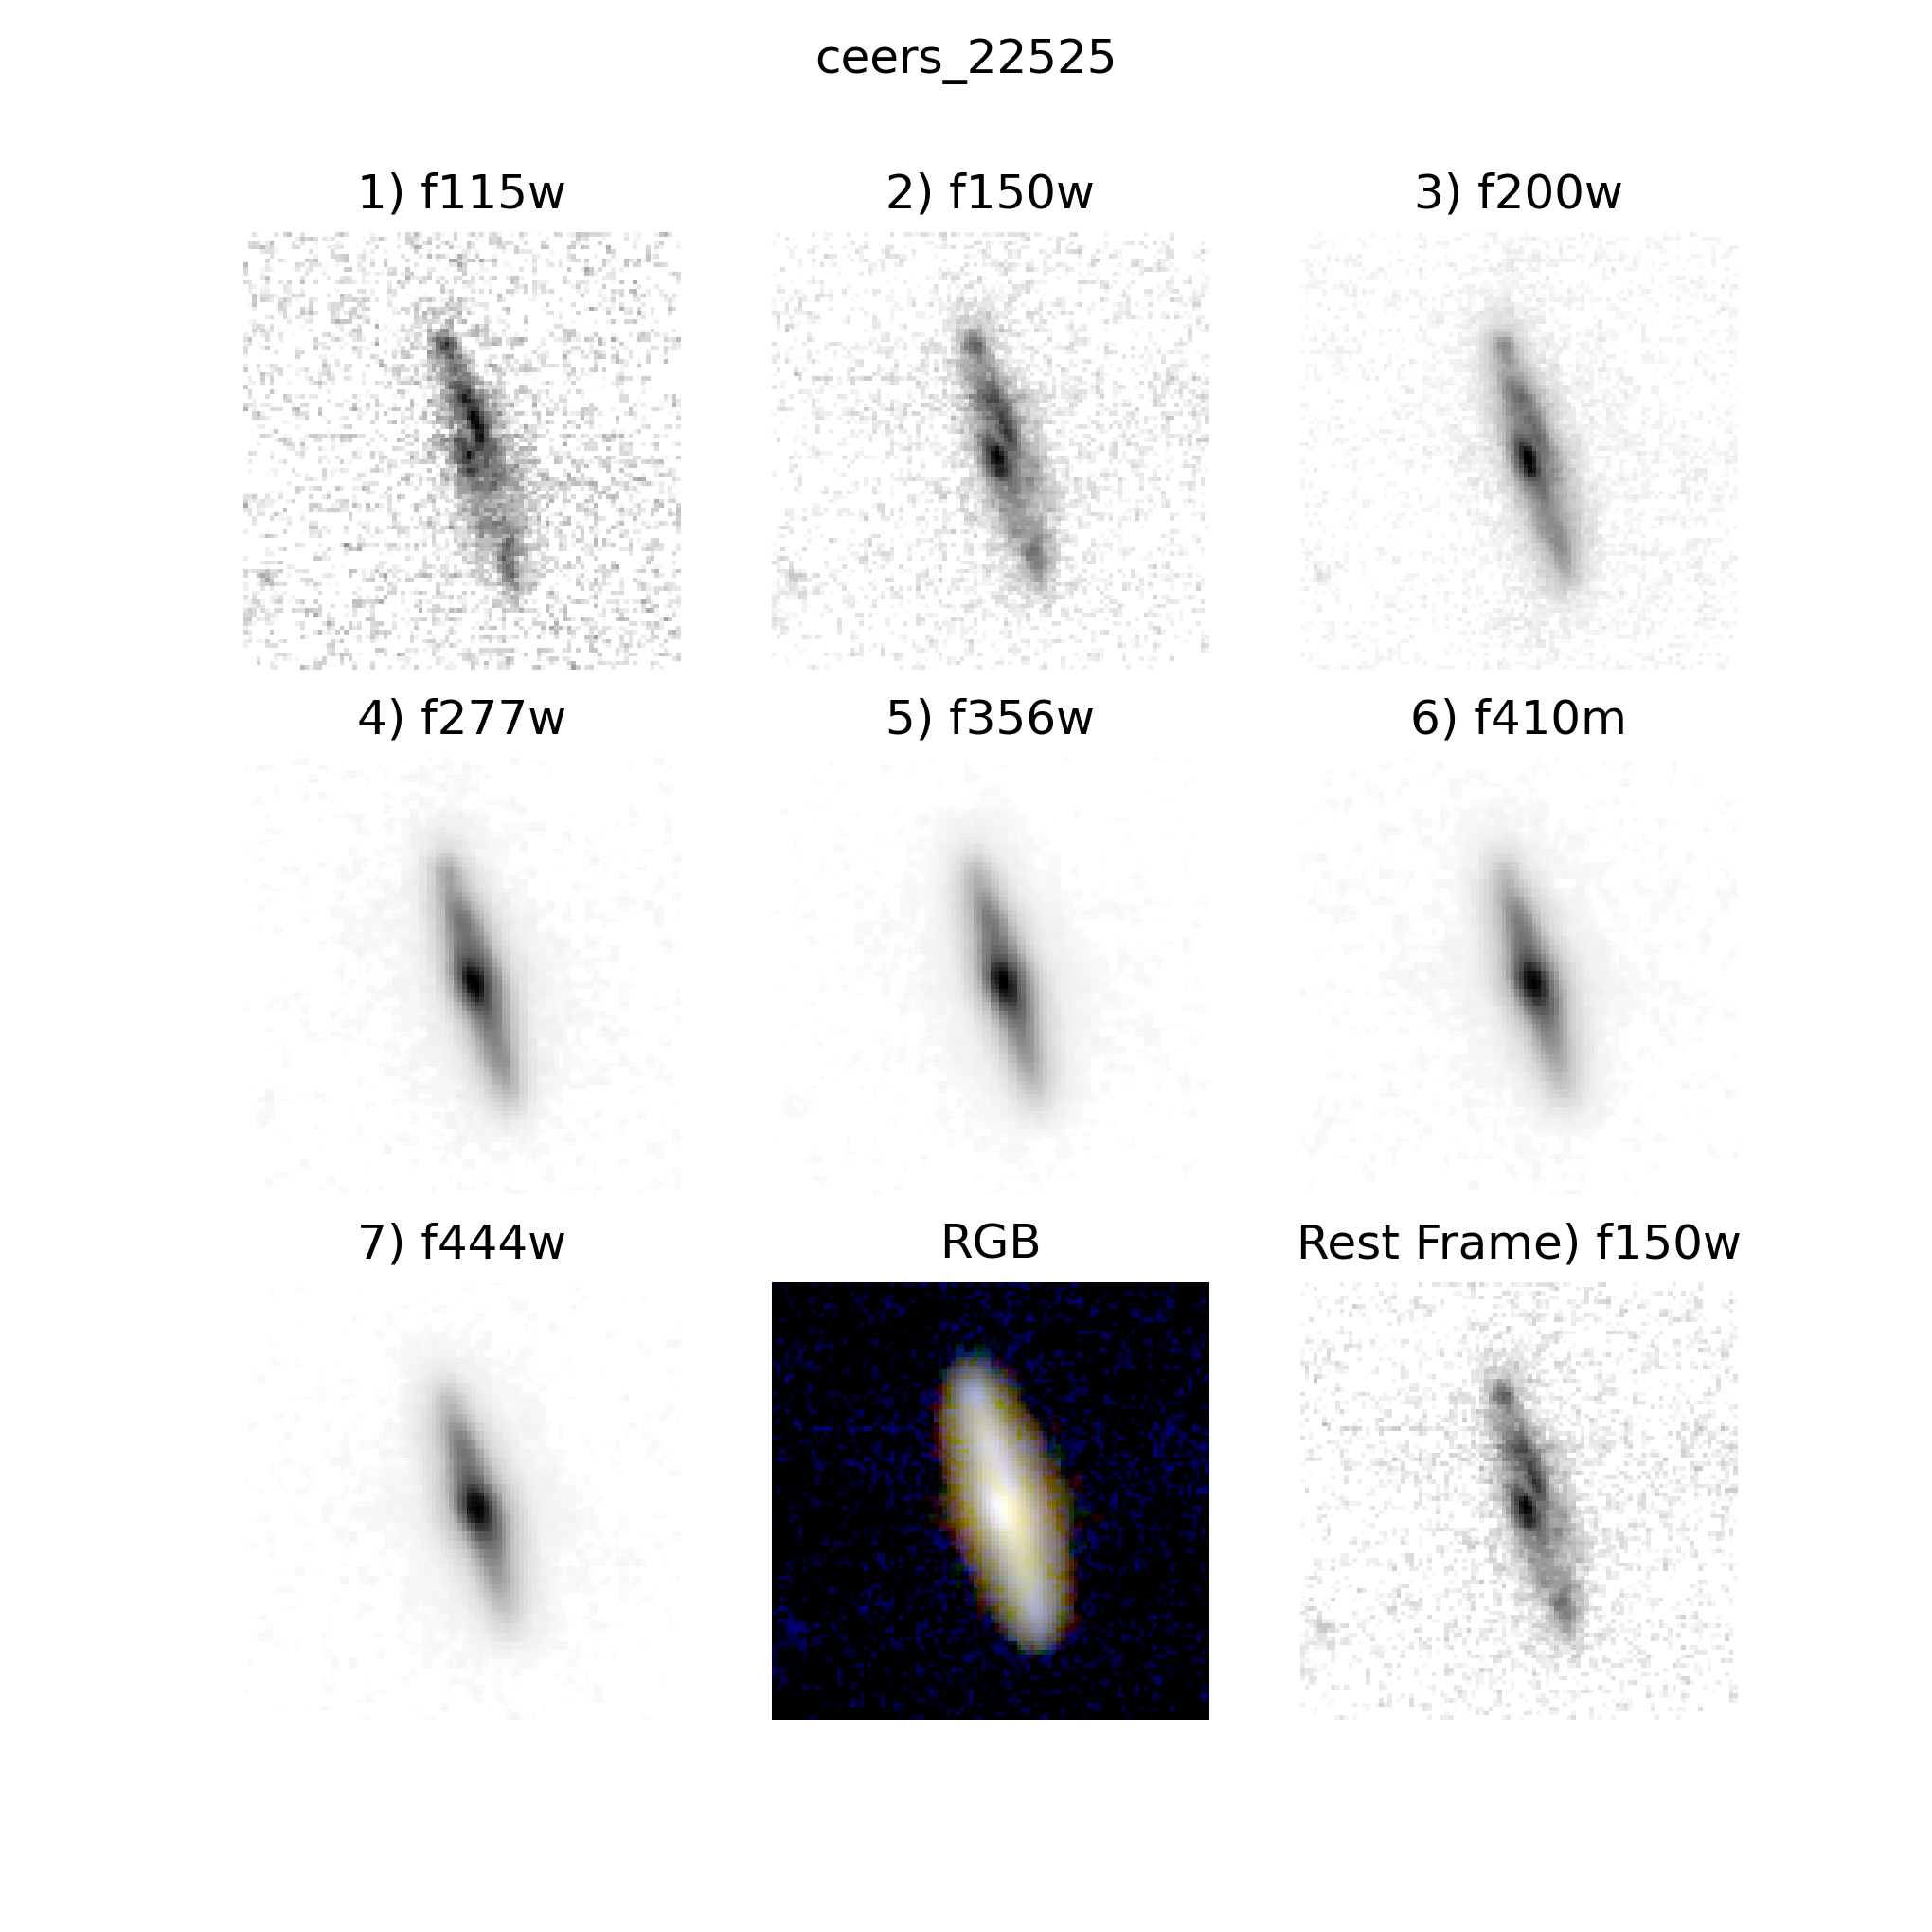 ceers_22525
1) f115w
2) f150w
3) f200w
4) f277w
5) f356w
6) f410m
7) f444w
RGB
Rest Frame) f150w